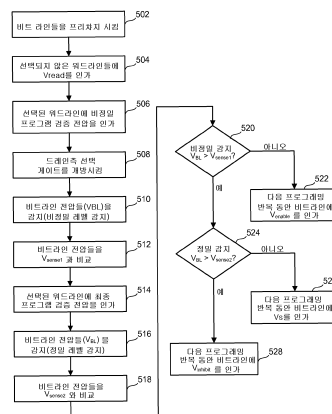 502
비트 라인들을 프리차지 시킴
504
선택되지 않은 워드라인들에
Vread를 인가
506
선택된 워드라인에 비정밀
프로그램 검증 전압을 인가
508
드레인측 선택
게이트를 개방시킴
510
비트라인 전압들(VBL)을
감지(비정밀 레벨 감지)
512
비트라인 전압들을
Vsense1 과 비교
514
선택된 워드라인에 최종
프로그램 검증 전압을 인가
516
비트라인 전압들(VBL) 을
감지(정밀 레벨 감지)
518
비트라인 전압들을
Vsense2 와 비교
520
비정밀 감지
VBL > Vsense1?
아니오
예
522
다음 프로그래밍
반복 동안 비트라인에
Venable 를 인가
524
정밀 감지
VBL > Vsense2?
아니오
예
다음 프로그래밍
반복 동안 비트라인에
Vs를 인가
528
다음 프로그래밍
반복 동안 비트라인에
Vinhibit 를 인가